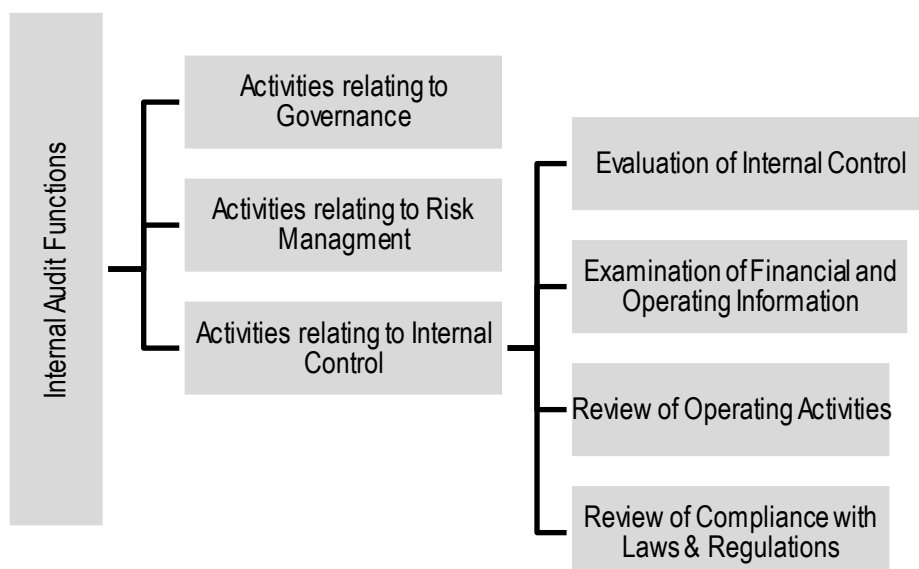 Internal Audit Functions
Activities relating to
Governance
Activities relating to Risk
Managment
Activities relating to Internal
Control
Evaluation of Internal Control
Examination of Financial and
Operating Information
Review of Operating Activities
Review of Compliance with
Laws & Regulations